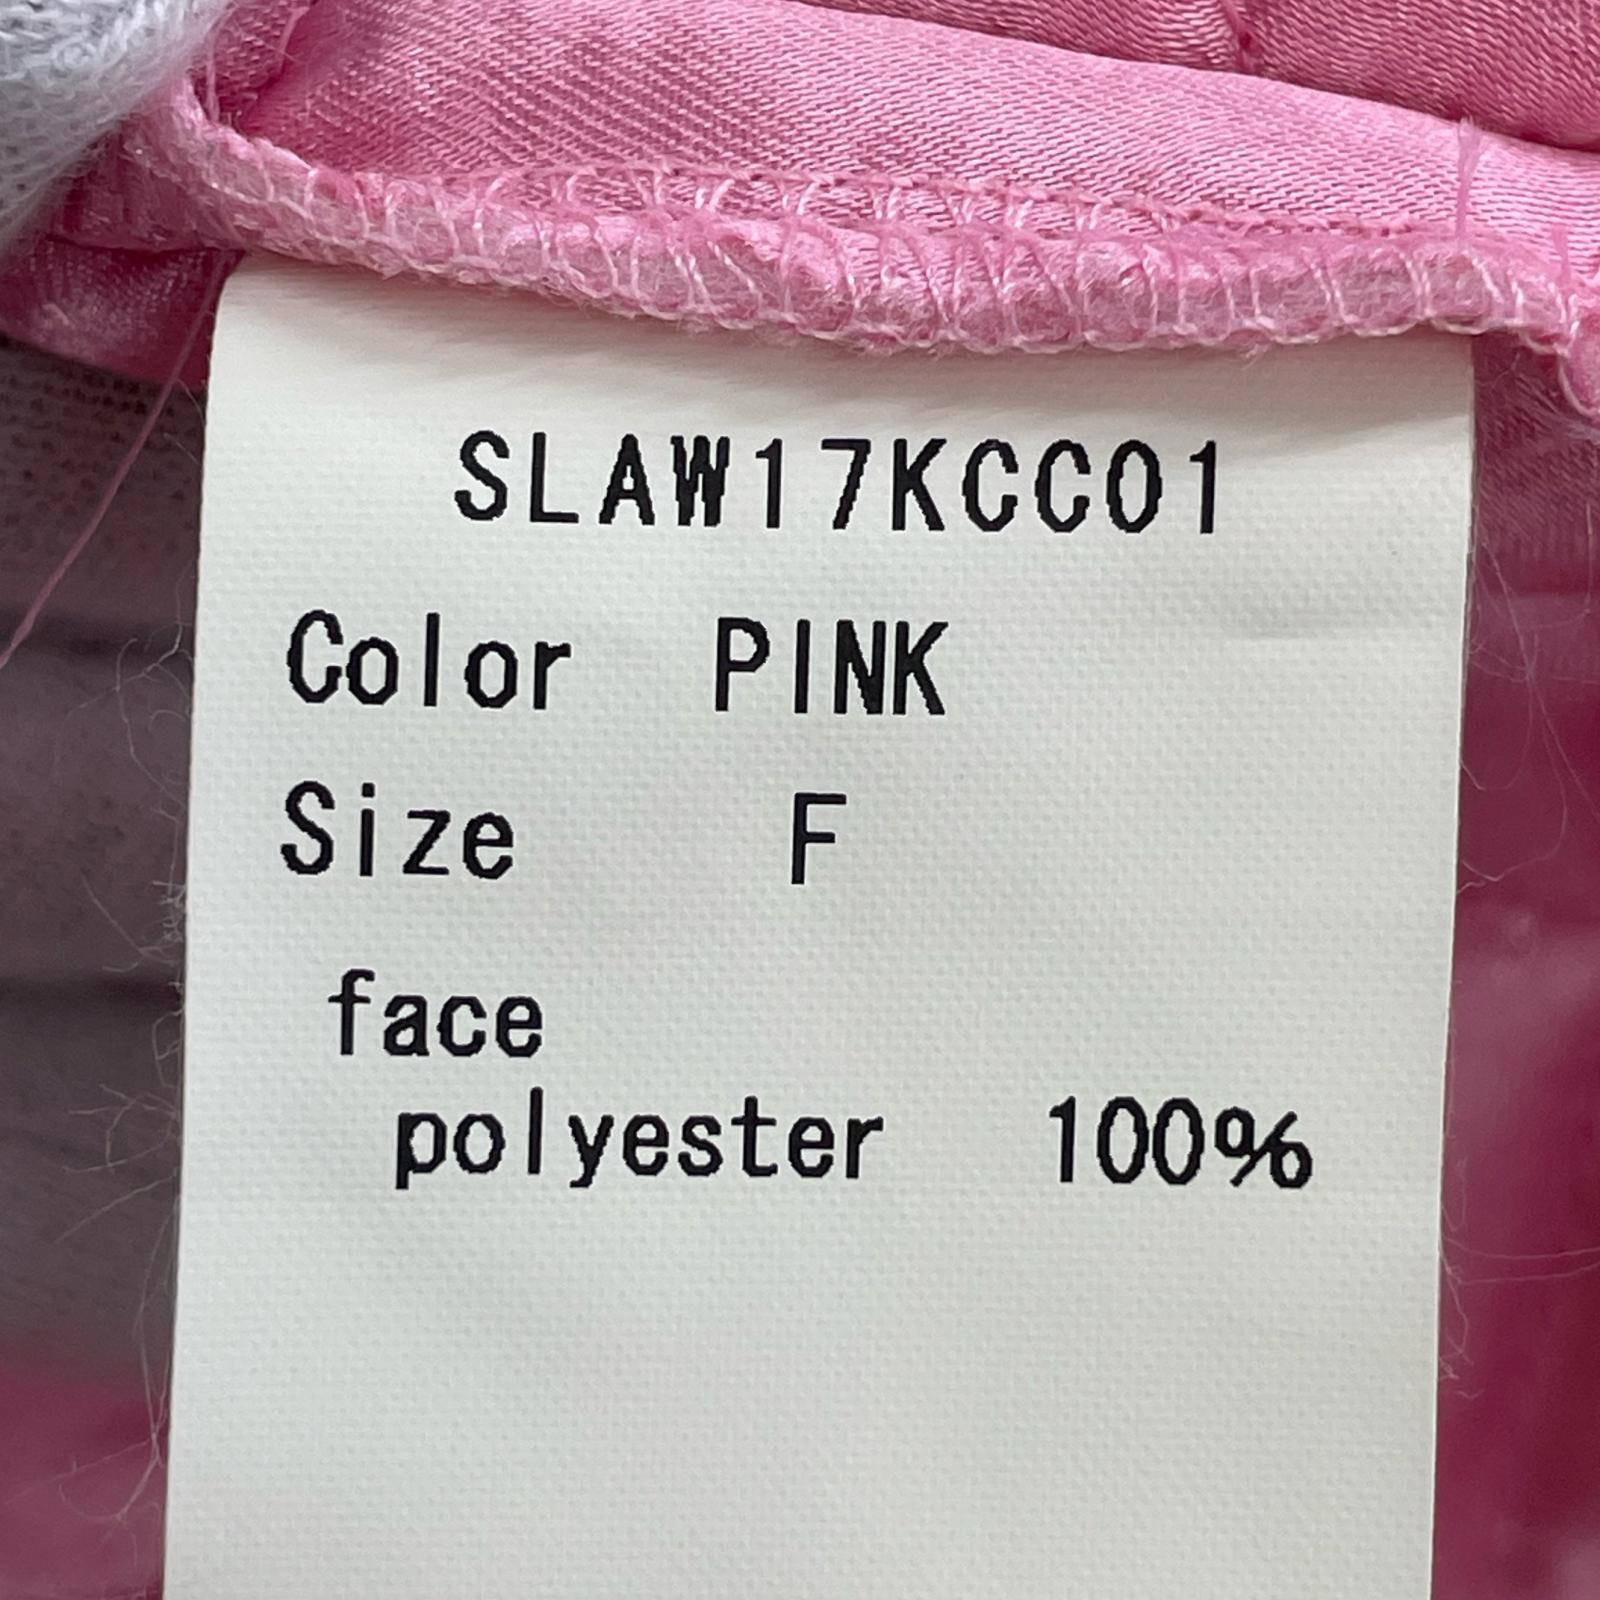 SLAW17KCC01
Color PINK
Size F
face
polyester 100%